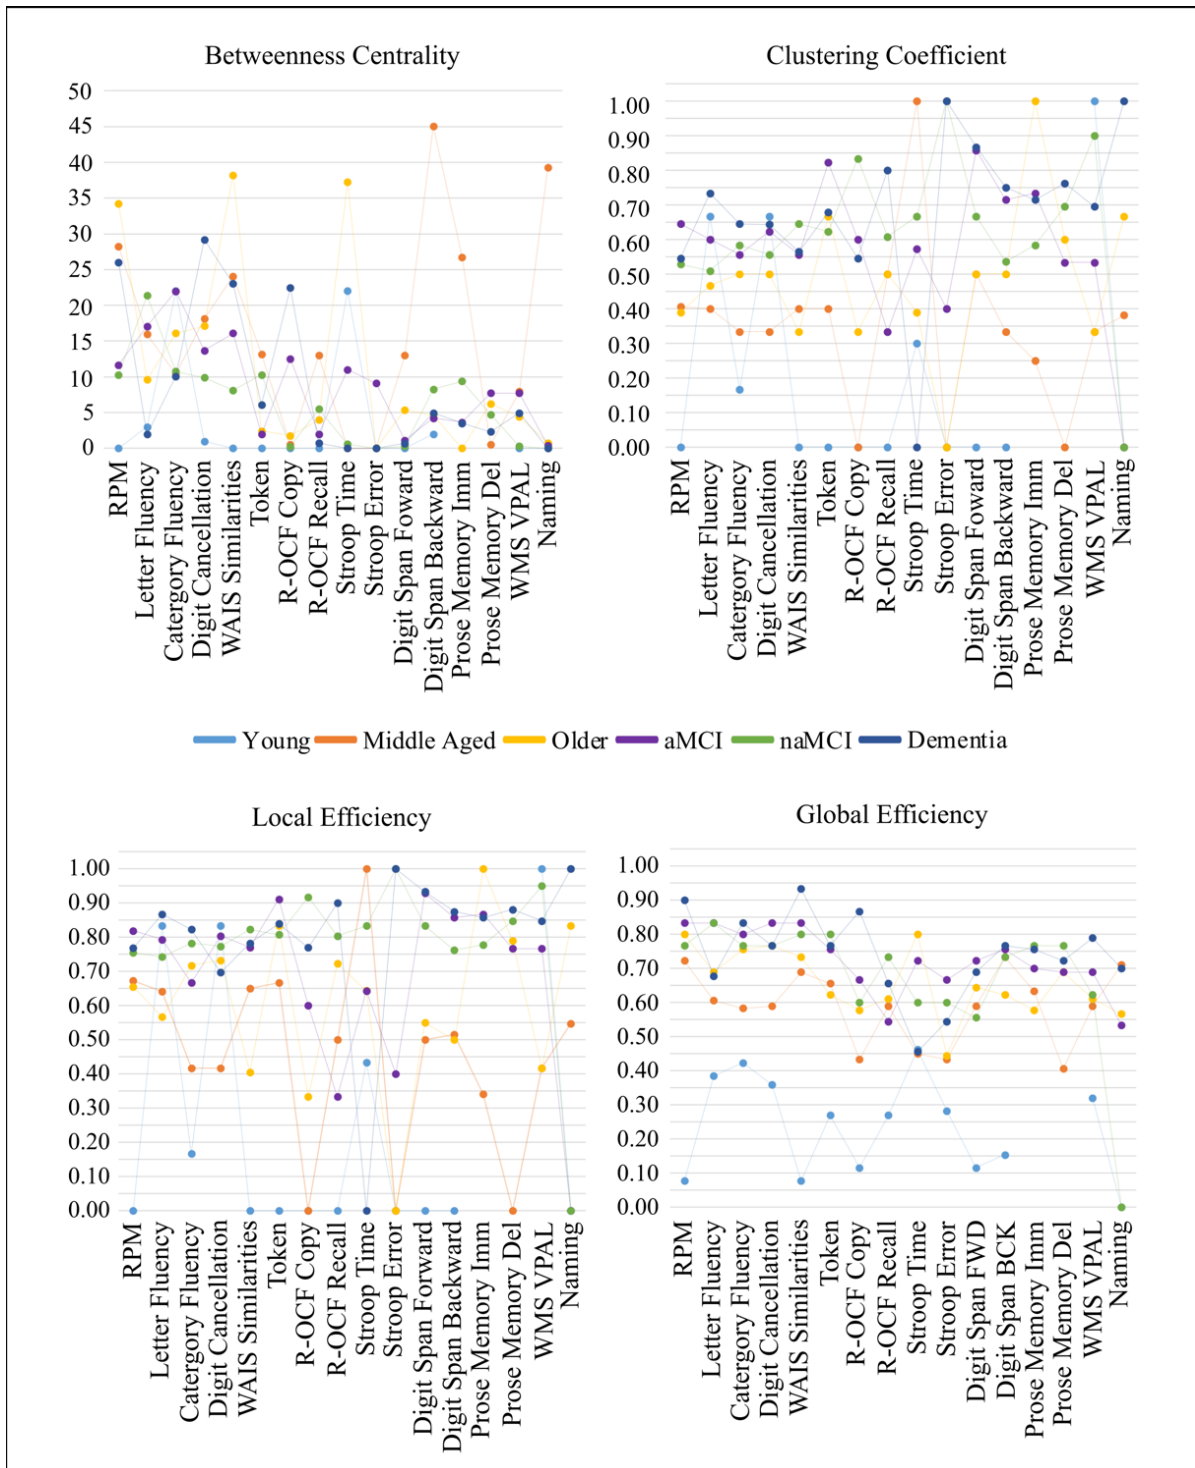 Betweenness Centrality
50
45
40
35
30
25
20
15
10
5
0
RPM
Letter Fluency
Catergory Fluency
Digit Cancellation
WAIS Similarities
Token
R-OCF Copy
R-OCF Recall
Stroop Time
Stroop Error
Digit Span Foward
Digit Span Backward
Prose Memory Imm
Prose Memory Del
WMS VPAL
Naming
Clustering Coefficient
1.00
0.90
0.80
0.70
0.60
0.50
0.40
0.30
0.20
0.10
0.00
RPM
Letter Fluency
Catergory Fluency
Digit Cancellation
WAIS Similarities
Token
R-OCF Copy
R-OCF Recall
Stroop Time
Stroop Error
Digit Span Foward
Digit Span Backward
Prose Memory Imm
Prose Memory Del
WMS VPAL
Naming
Young Middle Aged Older aMCI naMCI Dementia
Local Efficiency
1.00
0.90
0.80
0.70
0.60
0.50
0.40
0.30
0.20
0.10
0.00
RPM
Letter Fluency
Catergory Fluency
Digit Cancellation
WAIS Similarities
Token
R-OCF Copy
R-OCF Recall
Stroop Time
Stroop Error
Digit Span Forward
Digit Span Backward
Prose Memory Imm
Prose Memory Del
WMS VPAL
Naming
Global Efficiency
1.00
0.90
0.80
0.70
0.60
0.50
0.40
0.30
0.20
0.10
0.00
RPM
Letter Fluency
Catergory Fluency
Digit Cancellation
WAIS Similarities
Token
R-OCF Copy
R-OCF Recall
Stroop Time
Stroop Error
Digit Span FWD
Digit Span BCK
Prose Memory Imm
Prose Memory Del
WMS VPAL
Naming